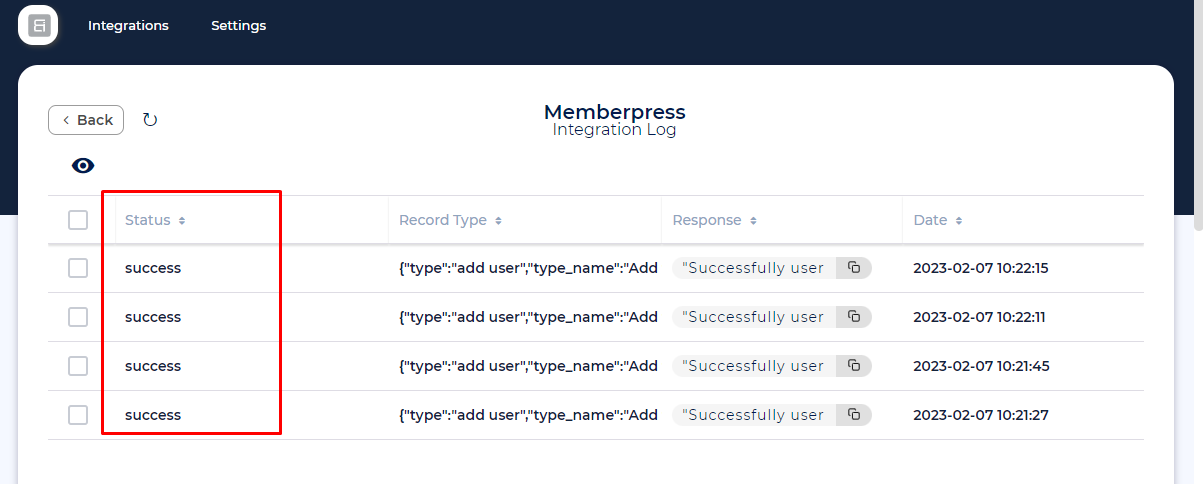 Integrations Settings
Back
Memberpress
Integration Log
Status Record Type Response Date
success {"type":"add user","type_name":"Add "Successfully user 2023-02-07 10:22:15
success {"type":"add user","type_name":"Add "Successfully user 2023-02-07 10:22:11
success {"type":"add user","type_name":"Add "Successfully user 2023-02-07 10:21:45
success {"type":"add user","type_name":"Add "Successfully user 2023-02-07 10:21:27